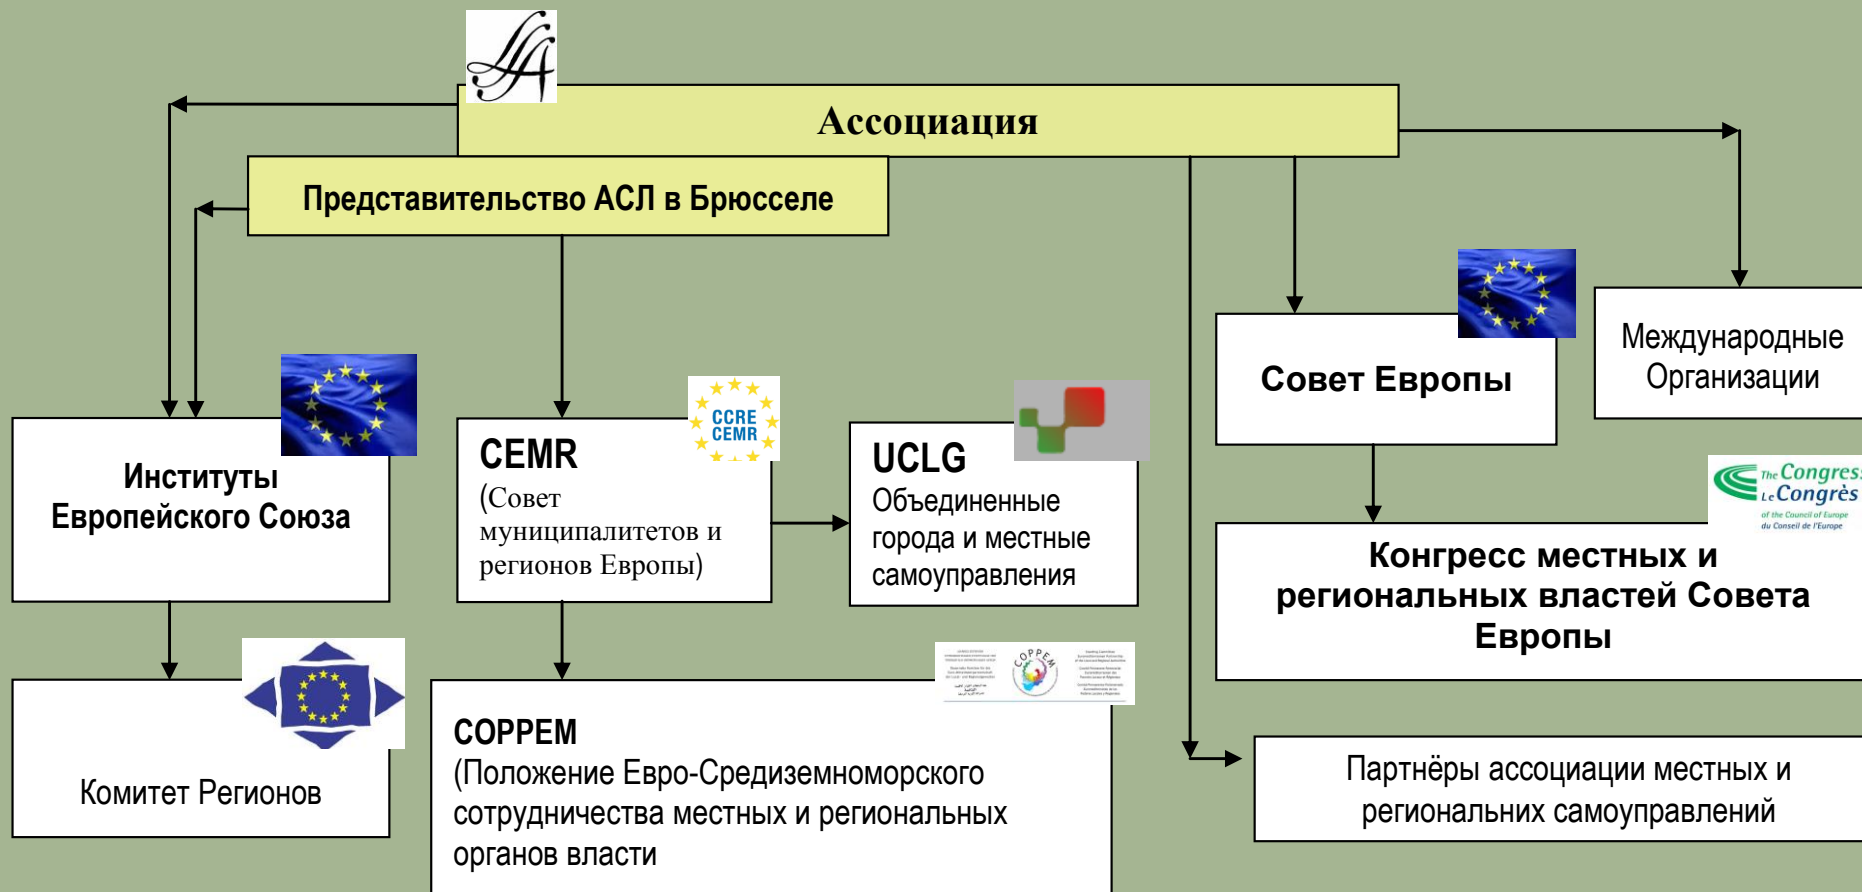 Ассоциация
Представительство АСЛ в Брюсселе
Институты
Европейского Союза
Комитет Регионов
CCRE
CEMR
CEMR
(Совет
муниципалитетов и
регионов Европы)
UCLG
Объединенные
города и местные
самоуправления
COPPEM
COPPEM
(Положение Евро-Средиземноморского
сотрудничества местных и региональных
органов власти
Совет Европы
Международные
Организации
The Congress
Le Congrès
of the Council of Europe
du Conseil de l'Europe
Конгресс местных и
региональных властей Совета
Европы
Партнёры ассоциации местных и
региональних самоуправлений